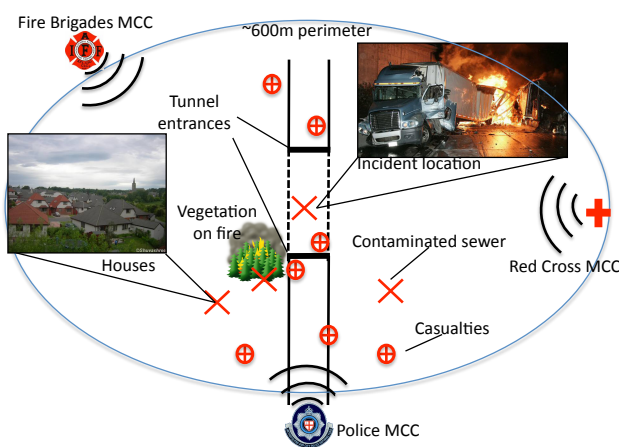 Fire Brigades MCC
~600m perimeter
A
I F F
Tunnel
entrances
Incident location
Vegetation
on fire
Contaminated sewer
Houses
Red Cross MCC
Casualties
Police MCC